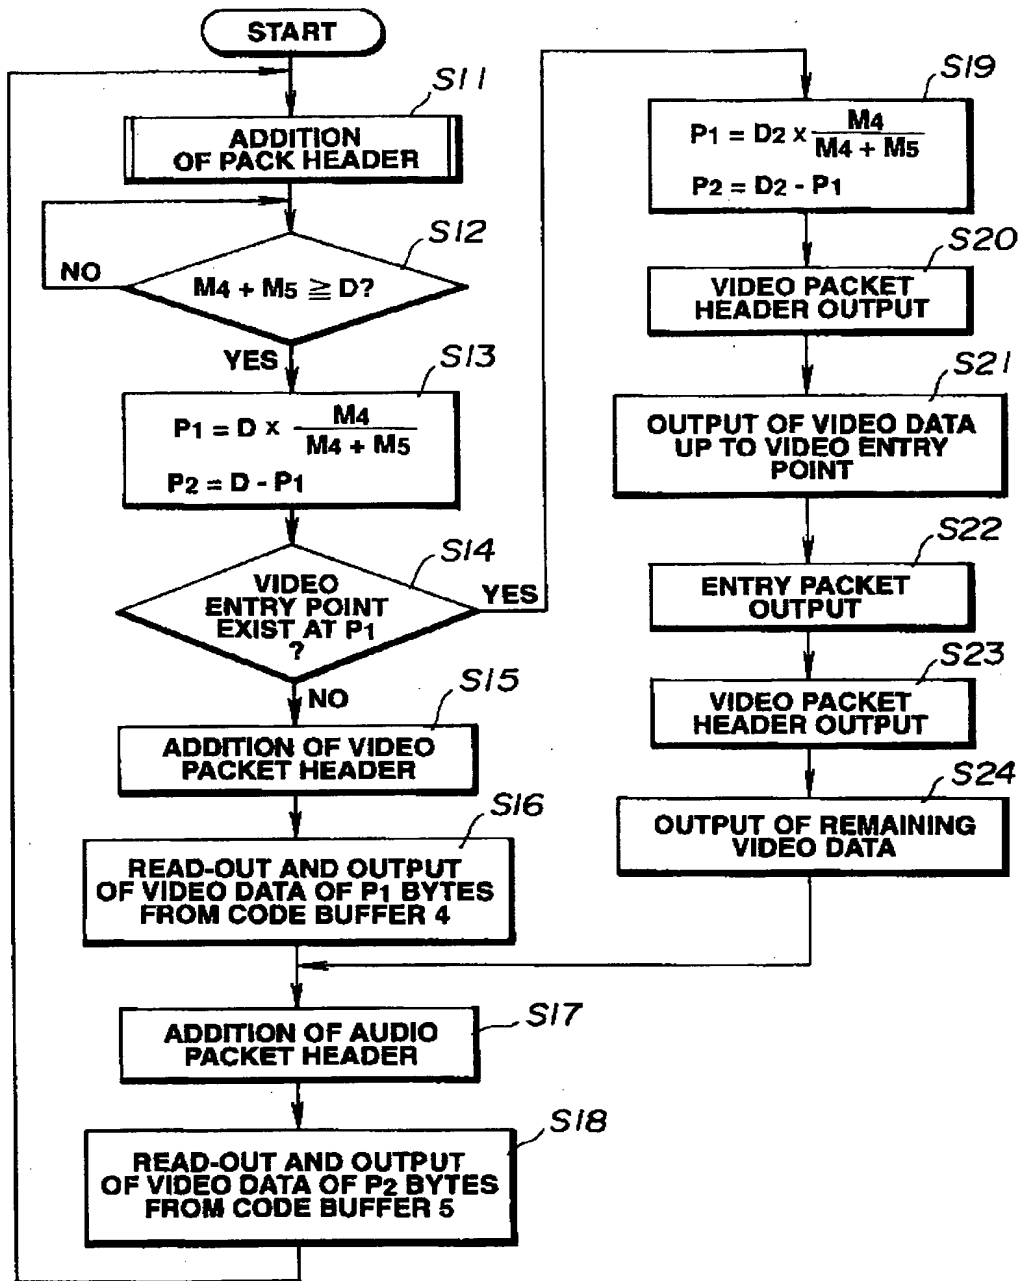 START
S11
ADDITION
OF PACK HEADER
S12
NO
M4 + M5 ≧ D?
YES
S13
P1 = D x M4
M4 + M5
P2 = D - P1
S14
VIDEO
ENTRY POINT
EXIST AT P1
?
YES
NO
S15
ADDITION OF VIDEO
PACKET HEADER
S16
READ-OUT AND OUTPUT
OF VIDEO DATA OF P1 BYTES
FROM CODE BUFFER 4
S17
ADDITION OF AUDIO
PACKET HEADER
S18
READ-OUT AND OUTPUT
OF VIDEO DATA OF P2 BYTES
FROM CODE BUFFER 5
S19
P1 = D2 x M4
M4 + M5
P2 = D2 - P1
S20
VIDEO PACKET
HEADER OUTPUT
S21
OUTPUT OF VIDEO DATA
UP TO VIDEO ENTRY
POINT
S22
ENTRY PACKET
OUTPUT
S23
VIDEO PACKET
HEADER OUTPUT
S24
OUTPUT OF REMAINING
VIDEO DATA